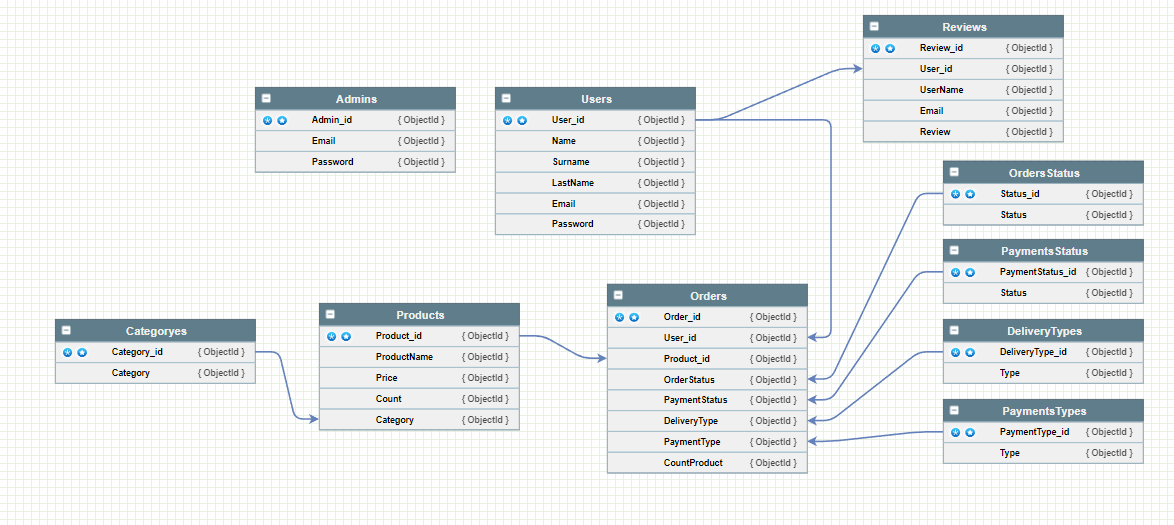 Reviews
Review_id { ObjectId }
User_id { ObjectId }
UserName { ObjectId }
Email { ObjectId }
Review { ObjectId }
Admins
Admin_id { ObjectId }
Email { ObjectId }
Password { ObjectId }
Users
User_id { ObjectId }
Name { ObjectId }
Surname { ObjectId }
LastName { ObjectId }
Email { ObjectId }
Password { ObjectId }
OrdersStatus
Status_id { ObjectId }
Status { ObjectId }
PaymentsStatus
PaymentStatus_id { ObjectId }
Status { ObjectId }
Categoryes
Category_id { ObjectId }
Category { ObjectId }
Products
Product_id { ObjectId }
ProductName { ObjectId }
Price { ObjectId }
Count { ObjectId }
Category { ObjectId }
Orders
Order_id { ObjectId }
User_id { ObjectId }
Product_id { ObjectId }
OrderStatus { ObjectId }
PaymentStatus { ObjectId }
DeliveryType { ObjectId }
PaymentType { ObjectId }
CountProduct { ObjectId }
DeliveryTypes
DeliveryType_id { ObjectId }
Type { ObjectId }
PaymentsTypes
PaymentType_id { ObjectId }
Type { ObjectId }